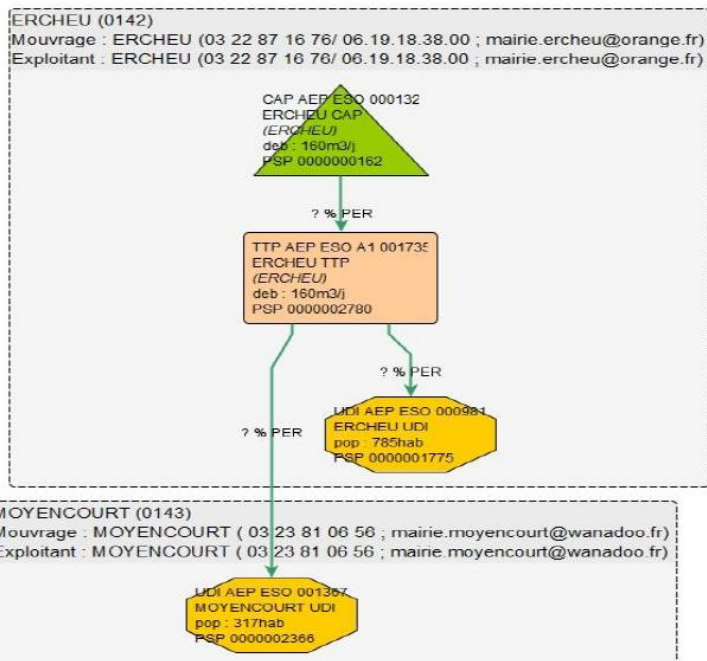 ERCHEU (0142)
Mouvrage : ERCHEU (03 22 87 16 76/ 06.19.18.38.00 ; mairie.ercheu@orange.fr)
Exploitant : ERCHEU (03 22 87 16 76/ 06.19.18.38.00 ; mairie.ercheu@orange.fr)
CAP AEP ESO 000132
ERCHEU CAP
(ERCHEU)
deb : 160m3/j
PSP 0000000162
? % PER
TTP AEP ESO A1 001735
ERCHEU TTP
(ERCHEU)
deb : 160m3/j
PSP 0000002780
? % PER
UDI AEP ESO 000981
ERCHEU UDI
pop : 785hab
PSP 0000001775
? % PER
MOYENCOURT (0143)
Mouvrage : MOYENCOURT ( 03 23 81 06 56 ; mairie.moyencourt@wanadoo.fr)
Exploitant : MOYENCOURT ( 03 23 81 06 56 ; mairie.moyencourt@wanadoo.fr)
UDI AEP ESO 001367
MOYENCOURT UDI
pop : 317hab
PSP 0000002366